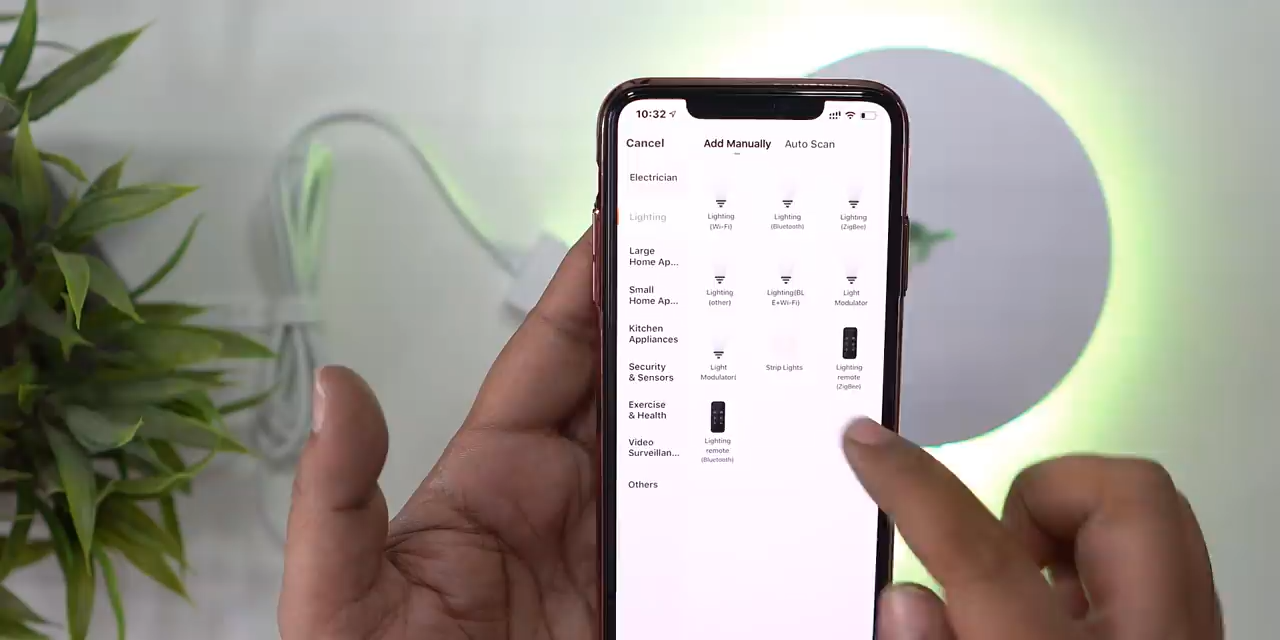 10:32
Cancel
Add Manually
Auto Scan
Electrician
Lighting
Large
Home Ap...
Small
Home Ap...
Kitchen
Appliances
Security
& Sensors
Exercise
& Health
Video
Surveillan...
Others
Lighting
(Wi-Fi)
Lighting
(Bluetooth)
Lighting
(ZigBee)
Lighting
(other)
Lighting(BL
E+Wi-Fi)
Light
Modulator
Light
Modulator(
Strip Lights
Lighting
remote
(ZigBee)
Lighting
remote
(Bluetooth)